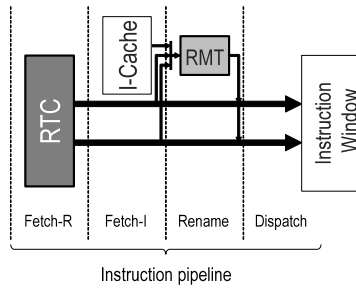 I-Cache
RMT
RTC
Instruction
Window
Fetch-R
Fetch-I
Rename
Dispatch
Instruction pipeline